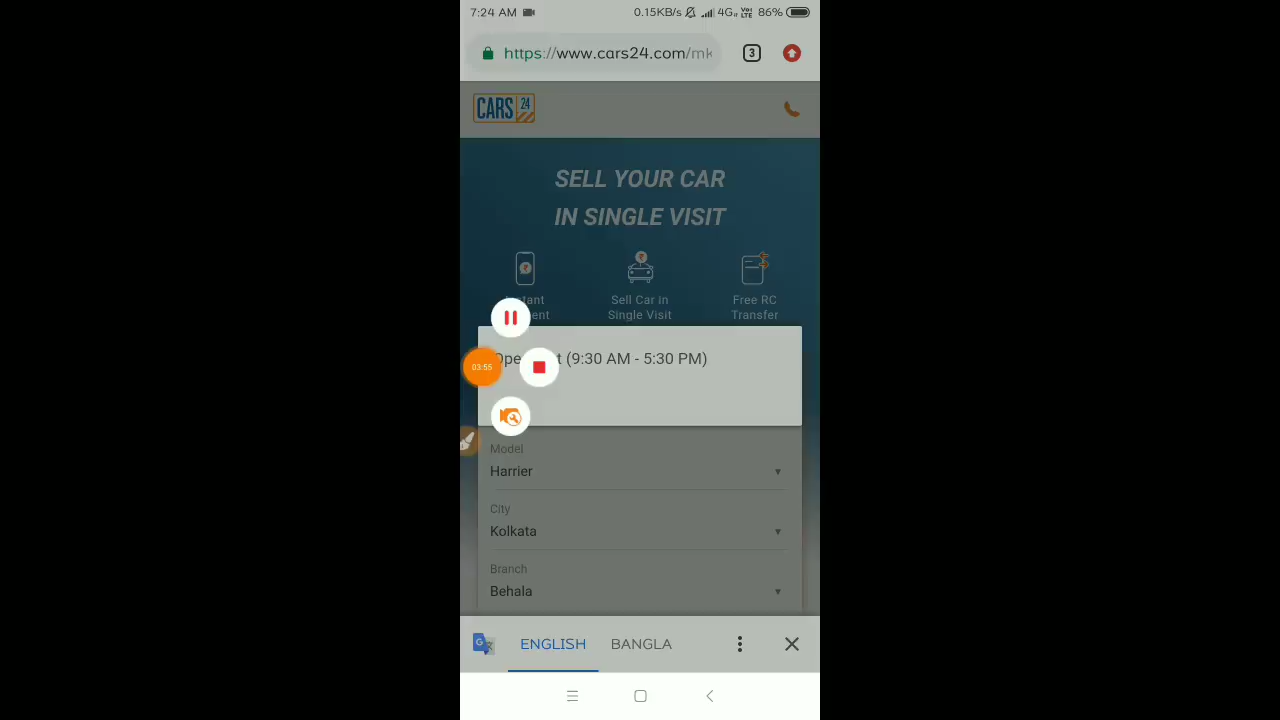 7:24 AM 0.15KB/s 4G Vo LTE 86%
https://www.cars24.com/mk
3
CARS 24
SELL YOUR CAR
IN SINGLE VISIT
Sell Car in Free RC
Single Visit Transfer
(9:30 AM - 5:30 PM)
03:55
Model
Harrier
City
Kolkata
Branch
Behala
ENGLISH BANGLA